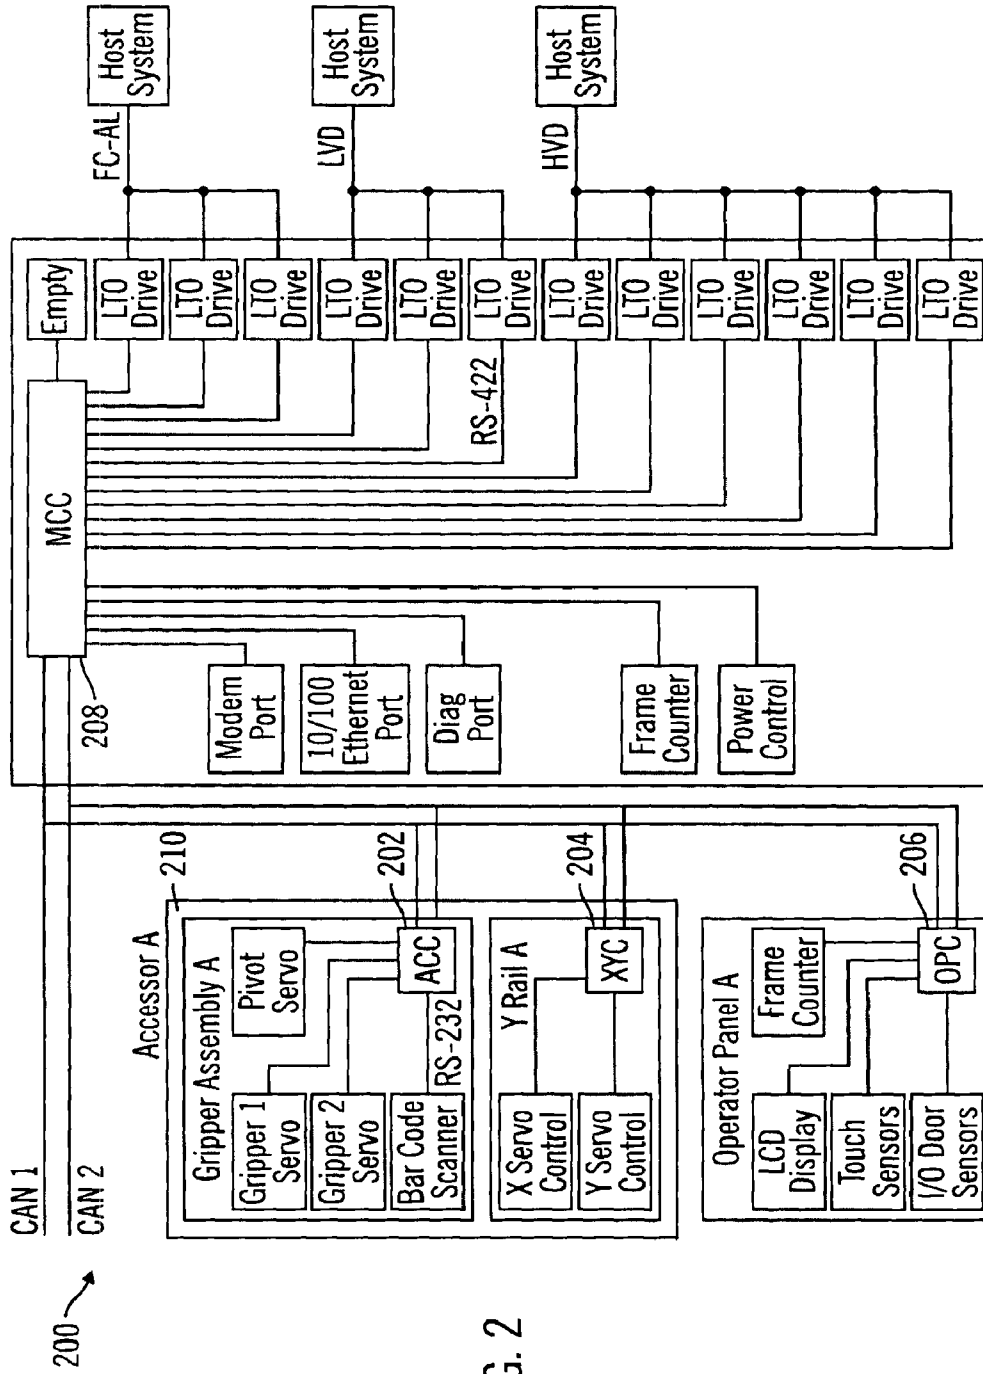 FC-AL
Host
System
LVD
Host
System
HVD
Host
System
Empty
LTO
Drive
LTO
Drive
LTO
Drive
LTO
Drive
LTO
Drive
LTO
Drive
LTO
Drive
LTO
Drive
LTO
Drive
LTO
Drive
LTO
Drive
LTO
Drive
RS-422
MCC
208
Modem
Port
10/100
Ethernet
Port
Diag
Port
Frame
Counter
Power
Control
CAN 1
CAN 2
200
Accessor A
210
Gripper Assembly A
Pivot
Servo
202
ACC
RS-232
Gripper 1
Servo
Gripper 2
Servo
Bar Code
Scanner
Y Rail A
204
XYC
X Servo
Control
Y Servo
Control
Operator Panel A
Frame
Counter
206
OPC
LCD
Display
Touch
Sensors
I/O Door
Sensors
G. 2